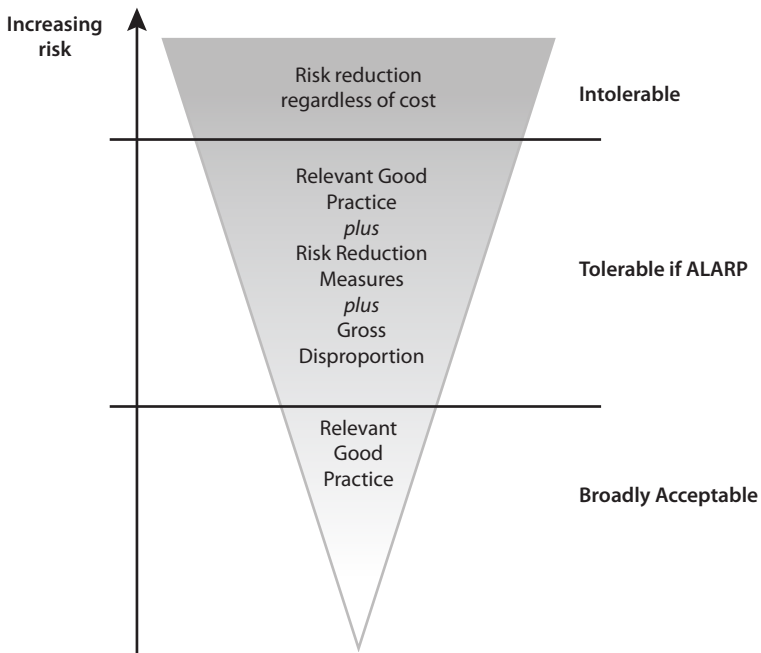 Increasing
risk
Risk reduction
regardless of cost
Intolerable
Relevant Good
Practice
plus
Risk Reduction
Measures
plus
Gross
Disproportion
Tolerable if ALARP
Relevant
Good
Practice
Broadly Acceptable